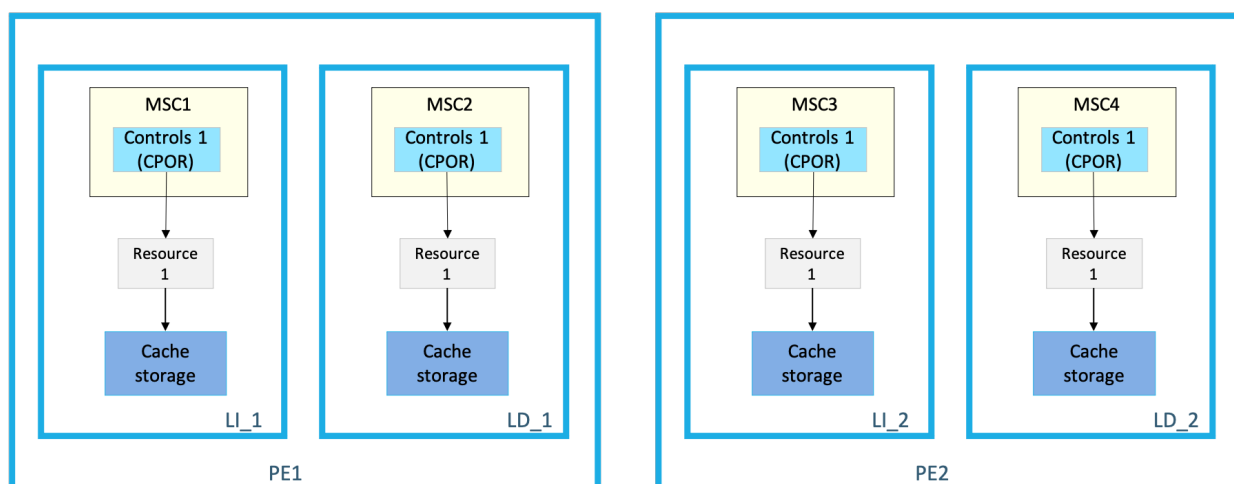 MSC1
Controls 1
(CPOR)
Resource
1
Cache
storage
LI_1
MSC2
Controls 1
(CPOR)
Resource
1
Cache
storage
LD_1
PE1
MSC3
Controls 1
(CPOR)
Resource
1
Cache
storage
LI_2
MSC4
Controls 1
(CPOR)
Resource
1
Cache
storage
LD_2
PE2